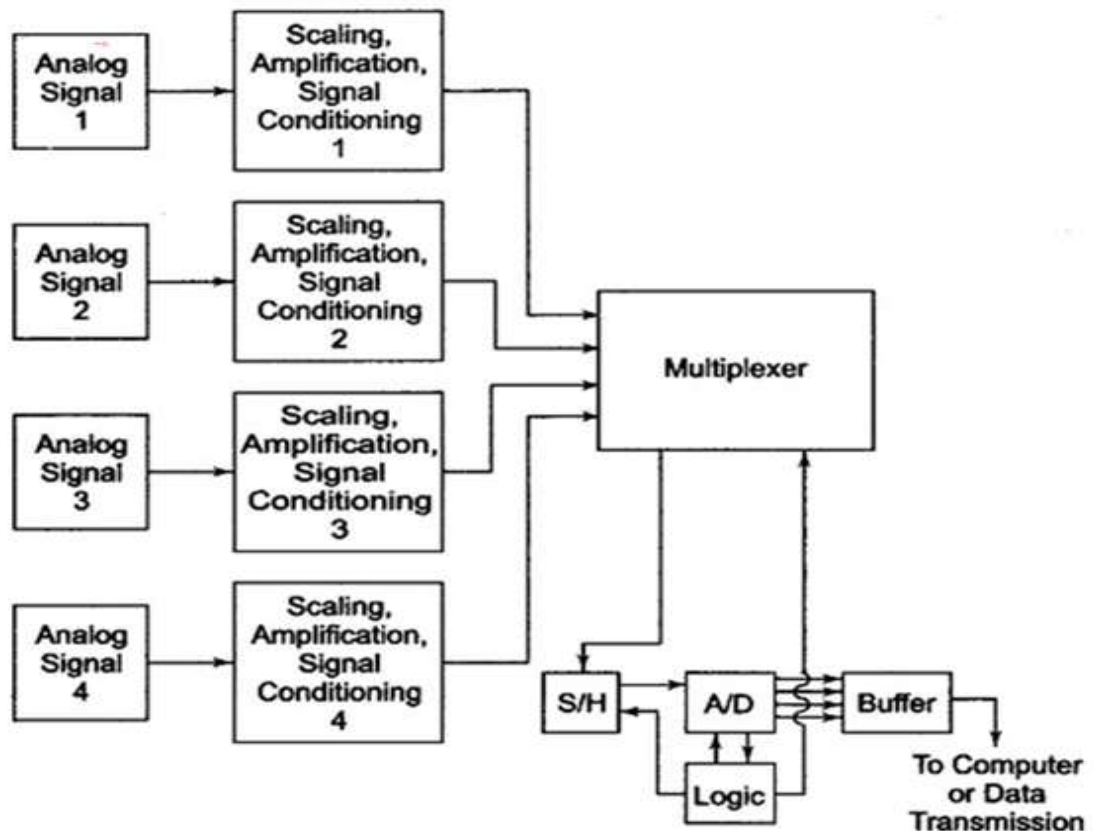 Analog
Signal
1
Scaling,
Amplification,
Signal
Conditioning
1
Analog
Signal
2
Scaling,
Amplification,
Signal
Conditioning
2
Analog
Signal
3
Scaling,
Amplification,
Signal
Conditioning
3
Analog
Signal
4
Scaling,
Amplification,
Signal
Conditioning
4
Multiplexer
S/H
A/D
Buffer
Logic
To Computer
or Data
Transmission